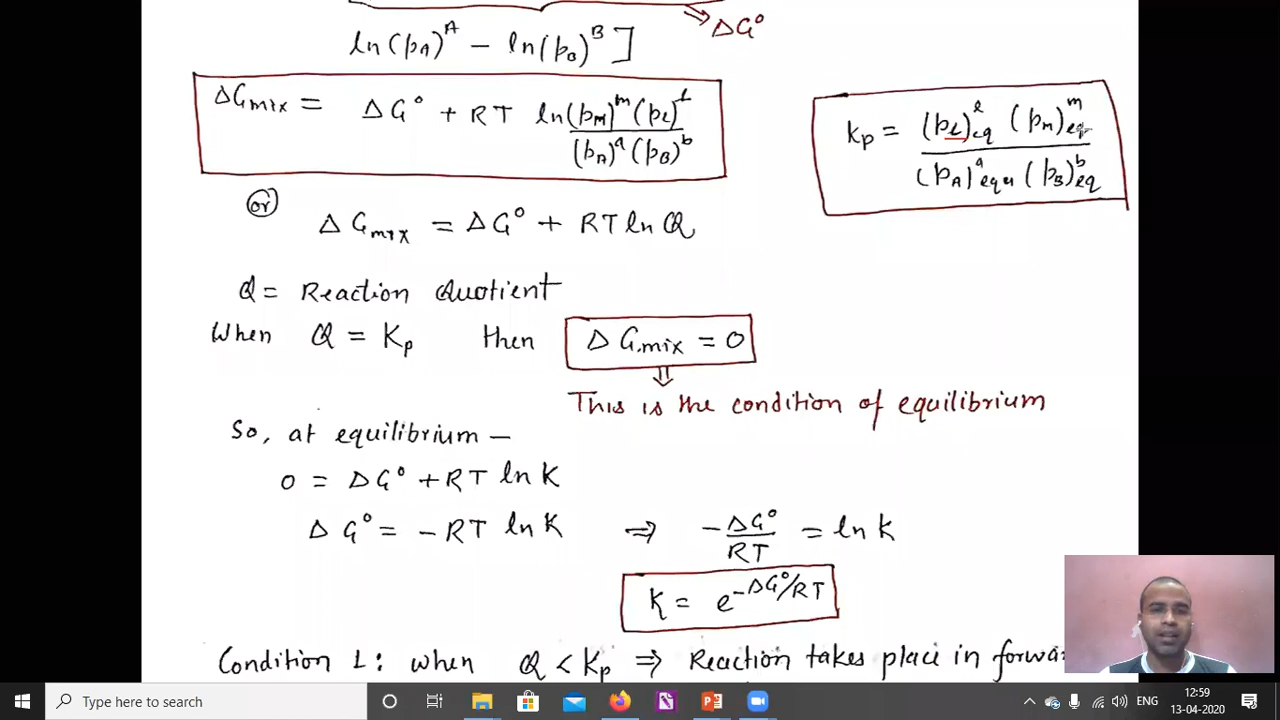 ⇒ ΔG°
ln(pA)^A − ln(pB)^B ]
ΔGmix = ΔG° + RT ln (pM)^m (pL)^l / (pA)^a (pB)^b
Kp = (pL)^l eq (pM)^m eq / (pA)^a equ (pB)^b eq
or
ΔGmix = ΔG° + RT ln Q
Q = Reaction Quotient
When Q = Kp then ΔG.mix = 0
⇓
This is the condition of equilibrium
So, at equilibrium —
0 = ΔG° + RT ln K
ΔG° = − RT ln K ⇒ −ΔG°/RT = ln K
K = e^−ΔG°/RT
Condition 1: when Q < Kp ⇒ Reaction takes place in forwa
Type here to search
ENG
12:59
13-04-2020